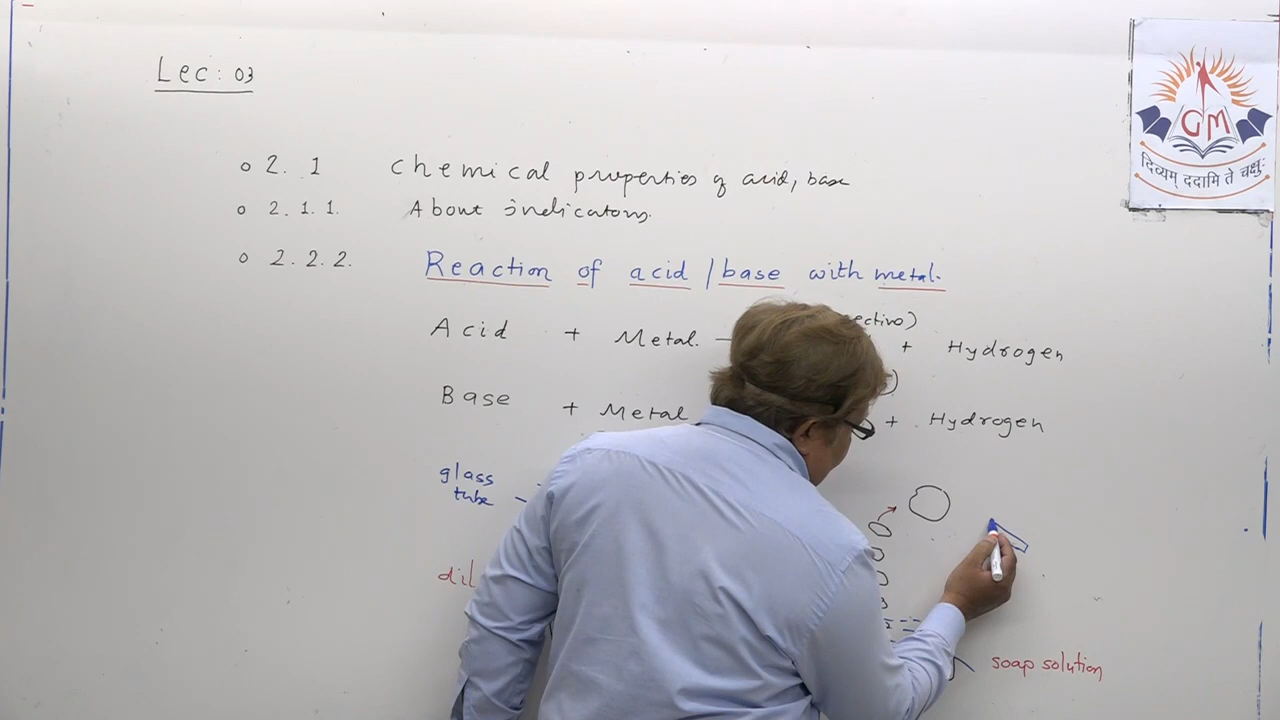 Lec: 03
GM
दिव्यम् ददामि ते चक्षुः
2. 1 Chemical properties of acid, base
2. 1. 1. About indicators.
2. 2. 2. Reaction of acid / base with metal.
Acid + Metal. + Hydrogen
Base + Metal + Hydrogen
glass
tube
dil
soap solution